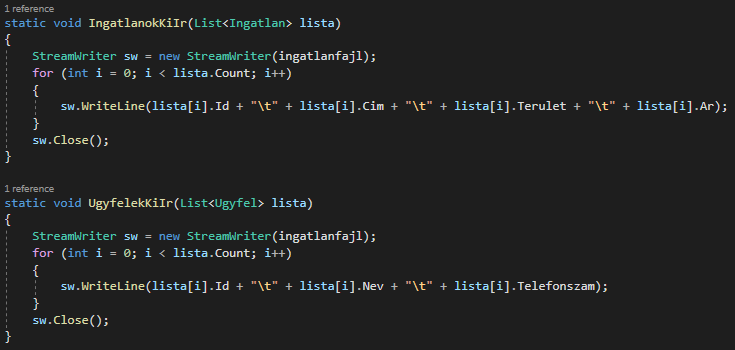 1 reference
static void IngatlanokKiIr(List<Ingatlan> lista)
{
    StreamWriter sw = new StreamWriter(ingatlanfajl);
    for (int i = 0; i < lista.Count; i++)
    {
        sw.WriteLine(lista[i].Id + "\t" + lista[i].Cim + "\t" + lista[i].Terulet + "\t" + lista[i].Ar);
    }
    sw.Close();
}
1 reference
static void UgyfelekKiIr(List<Ugyfel> lista)
{
    StreamWriter sw = new StreamWriter(ingatlanfajl);
    for (int i = 0; i < lista.Count; i++)
    {
        sw.WriteLine(lista[i].Id + "\t" + lista[i].Nev + "\t" + lista[i].Telefonszam);
    }
    sw.Close();
}